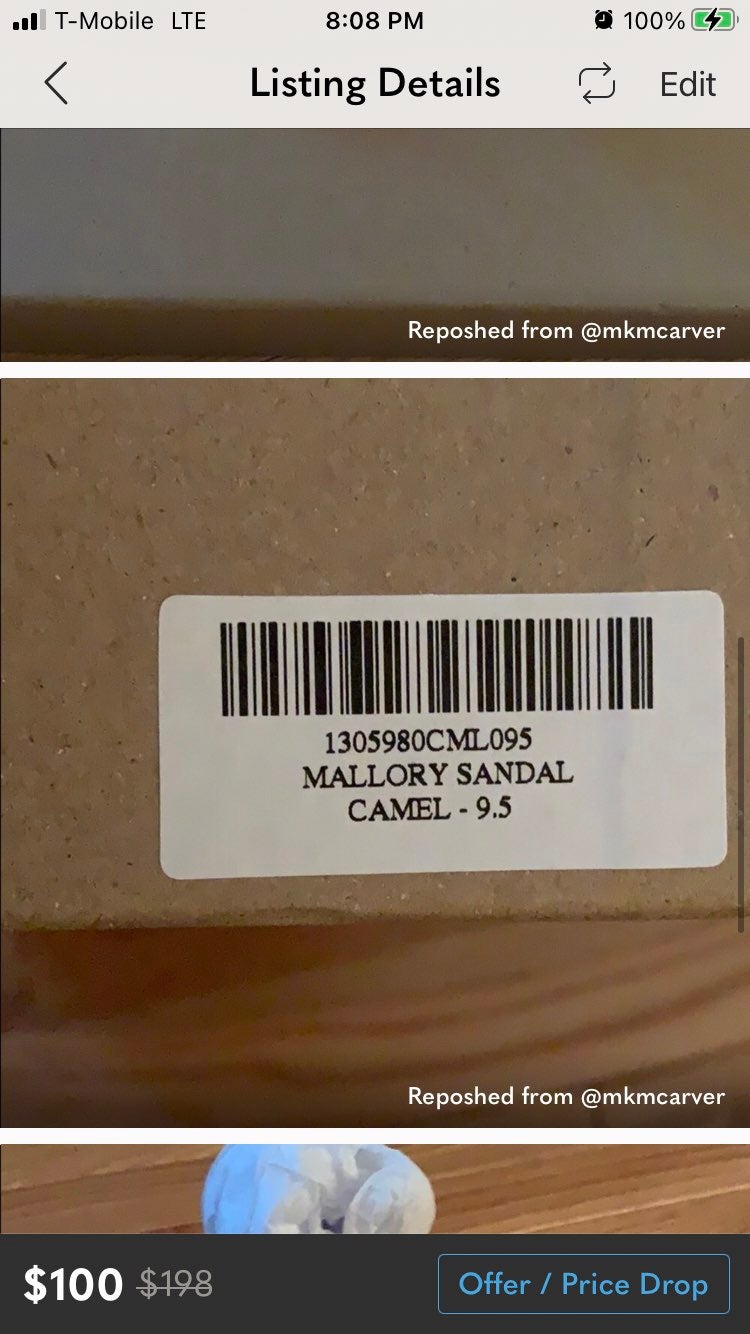 T-Mobile LTE 8:08 PM 100%
Listing Details Edit
Reposhed from @mkmcarver
1305980CML095
MALLORY SANDAL
CAMEL - 9.5
Reposhed from @mkmcarver
$100 $198 Offer / Price Drop